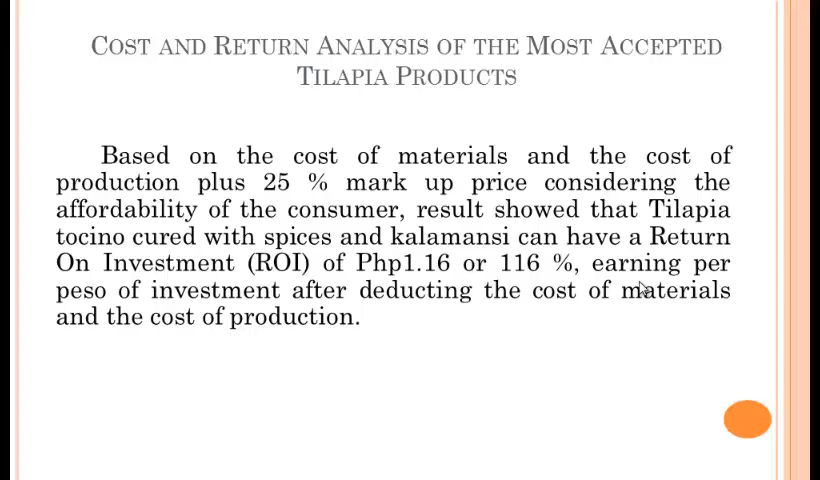 COST AND RETURN ANALYSIS OF THE MOST ACCEPTED
TILAPIA PRODUCTS
Based on the cost of materials and the cost of
production plus 25 % mark up price considering the
affordability of the consumer, result showed that Tilapia
tocino cured with spices and kalamansi can have a Return
On Investment (ROI) of Php1.16 or 116 %, earning per
peso of investment after deducting the cost of materials
and the cost of production.